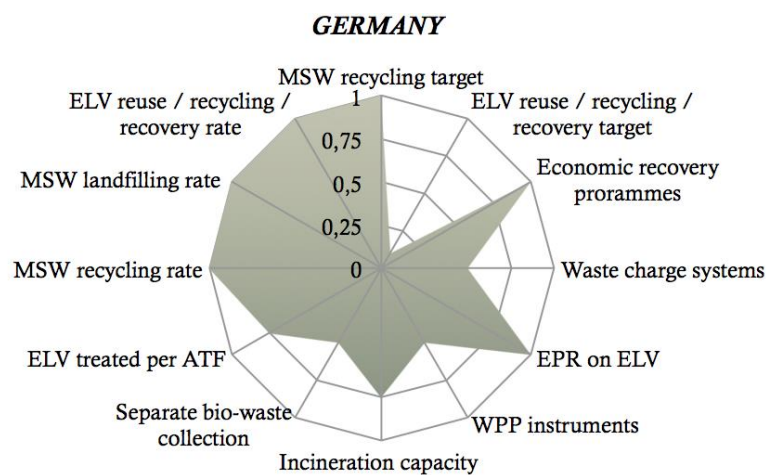 GERMANY
MSW recycling target
ELV reuse / recycling /
recovery rate
ELV reuse / recycling /
recovery target
1
0,75
0,5
0,25
0
Economic recovery
prorammes
MSW landfilling rate
MSW recycling rate
Waste charge systems
ELV treated per ATF
EPR on ELV
Separate bio-waste
collection
WPP instruments
Incineration capacity